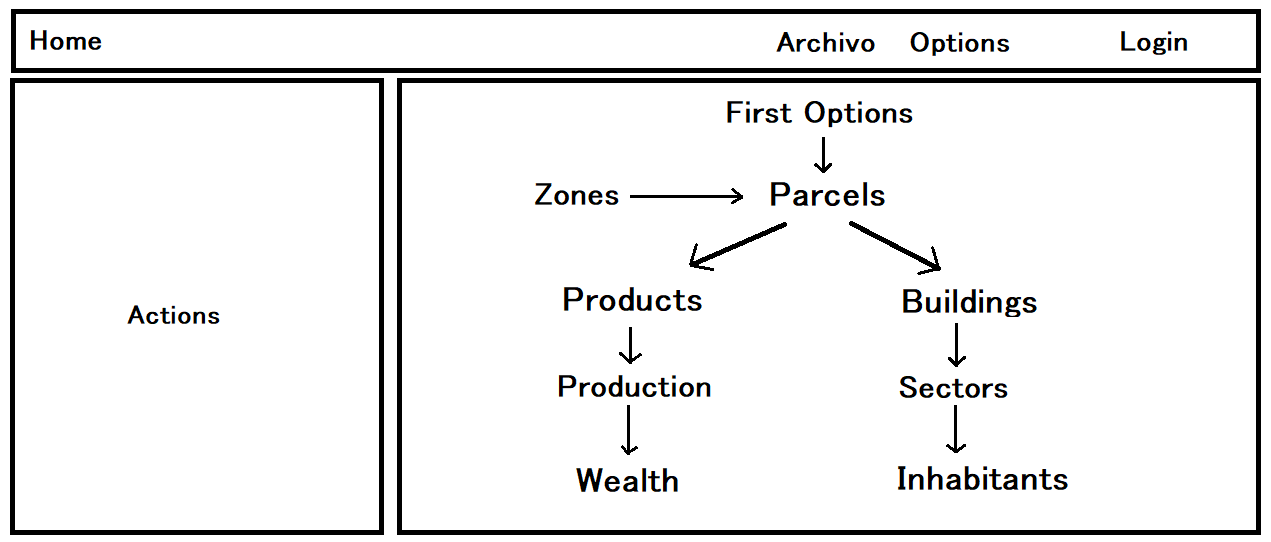 Home
Archivo
Options
Login
Actions
First Options
Zones
Parcels
Products
Buildings
Production
Sectors
Wealth
Inhabitants